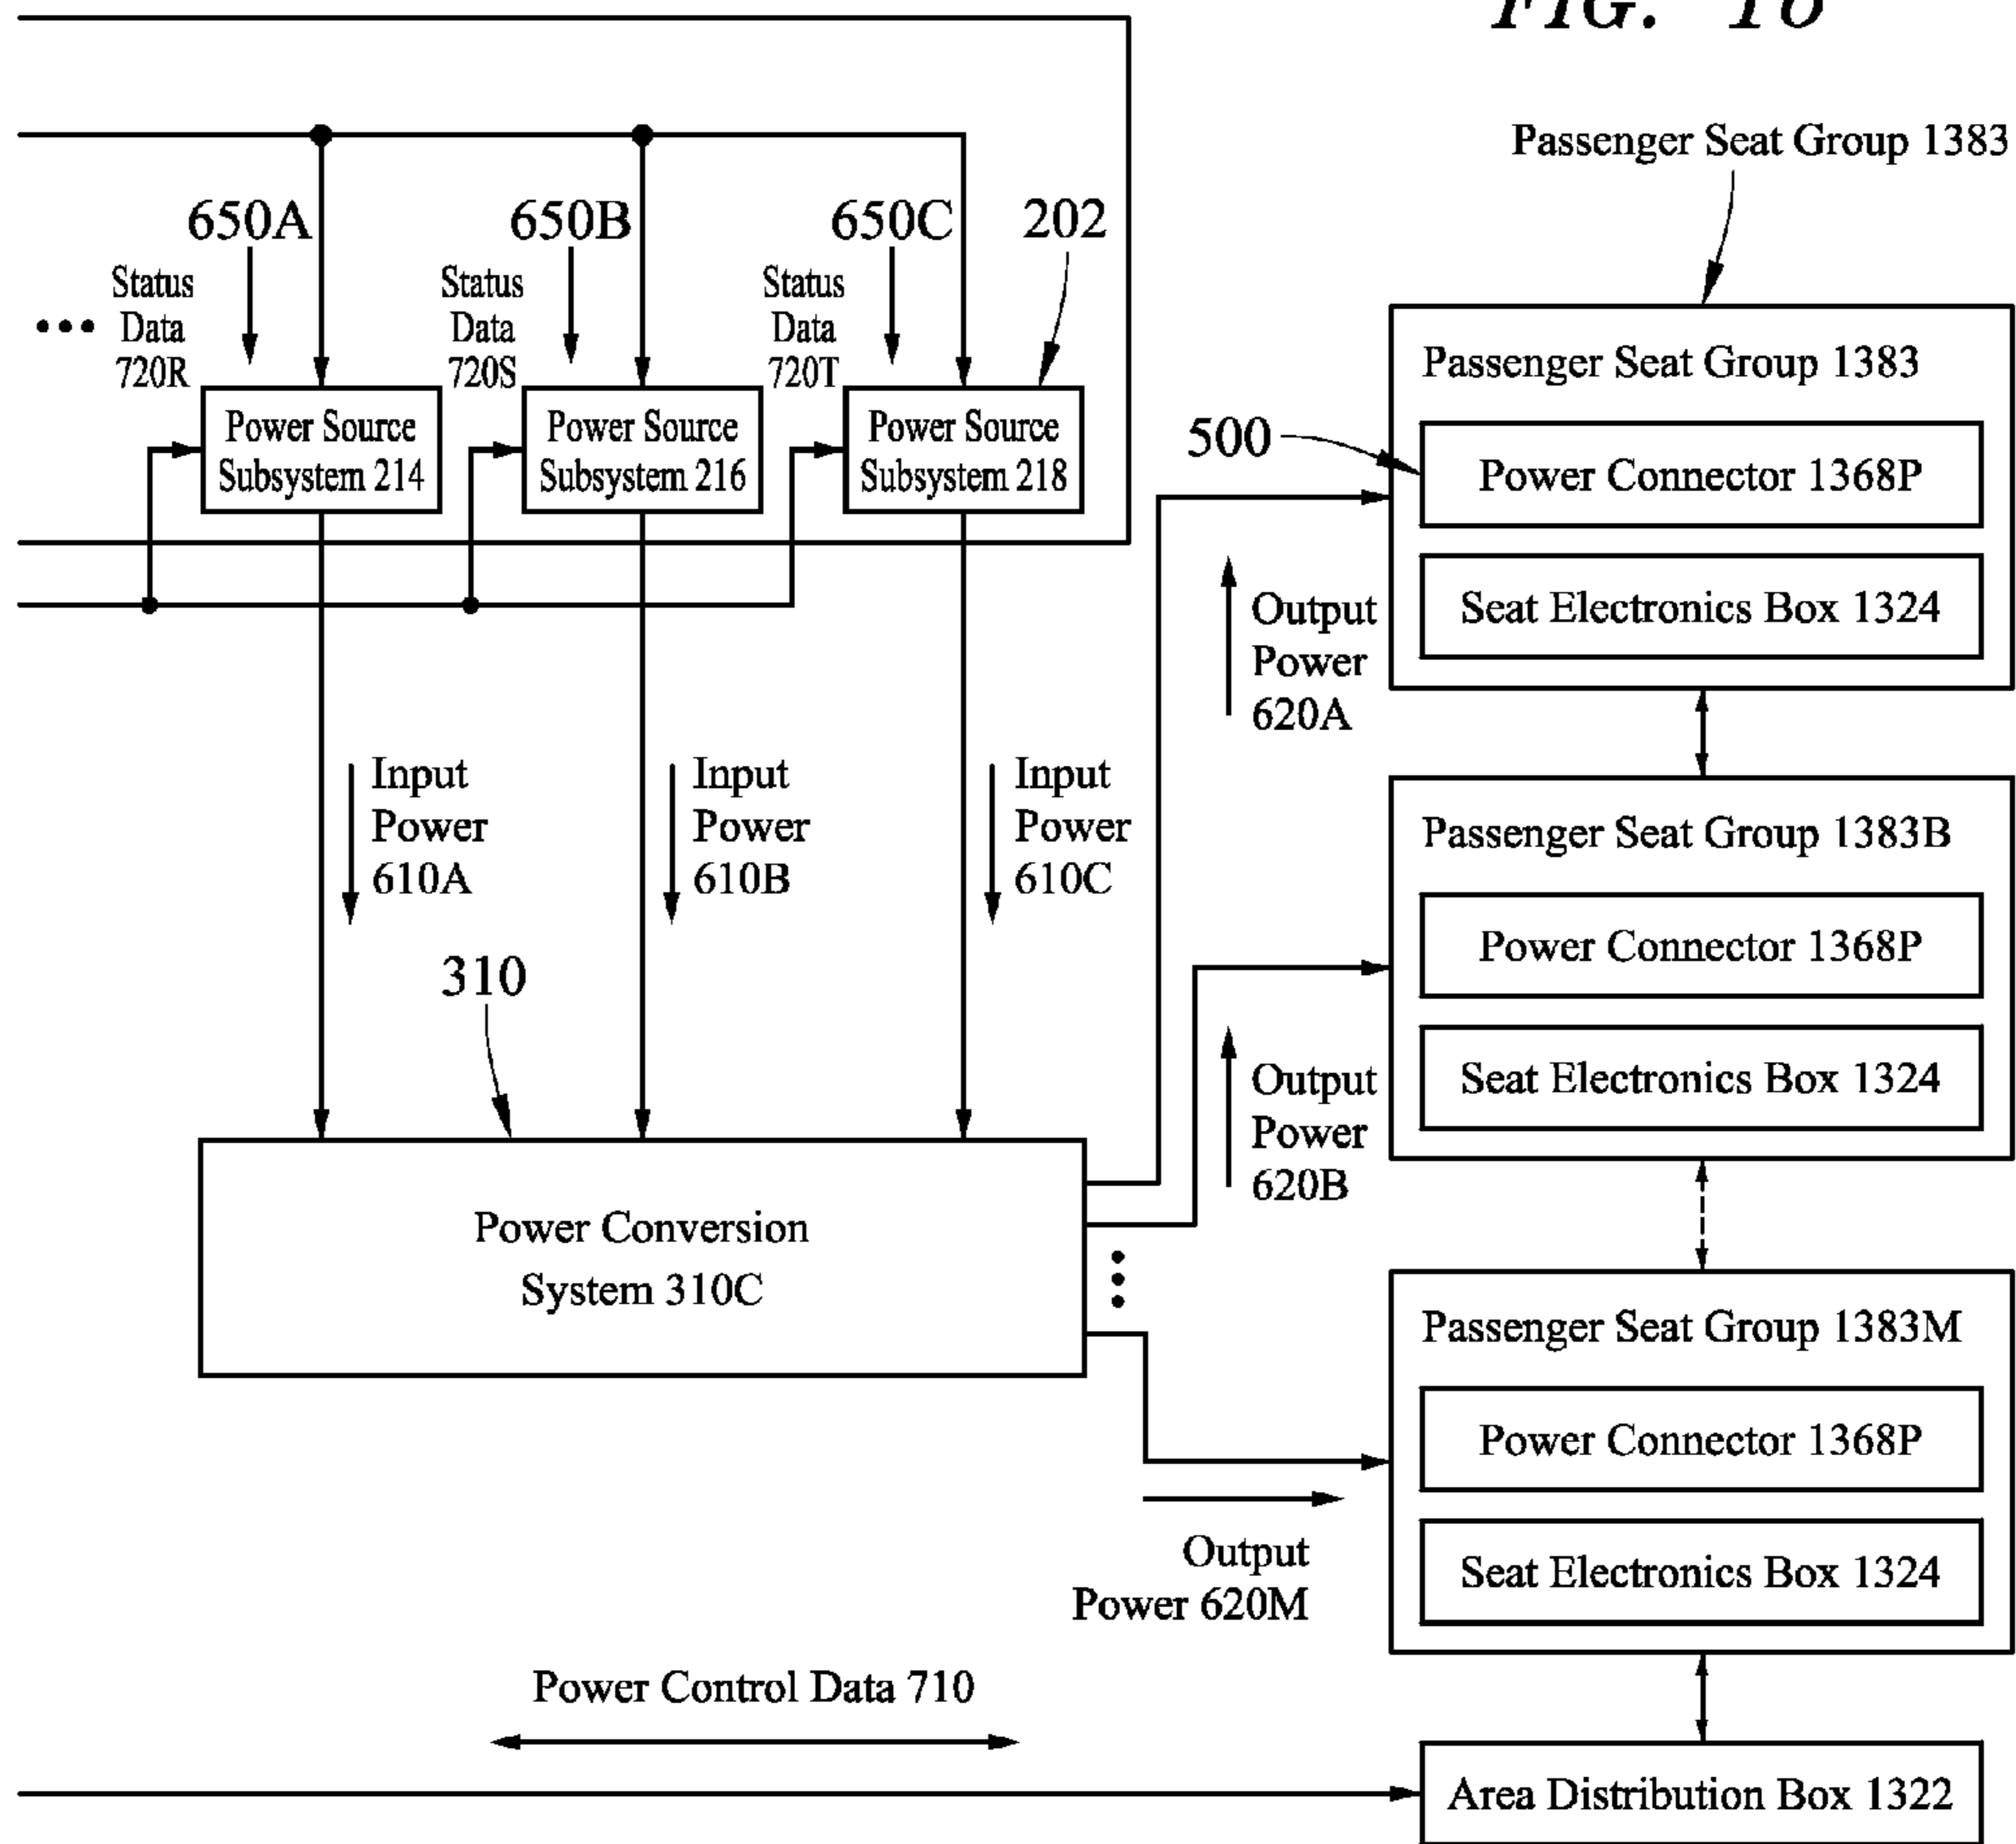 FIG. 18
Passenger Seat Group 1383
650A
650B
650C
202
Status
Data
720R
Status
Data
720S
Status
Data
720T
Power Source
Subsystem 214
Power Source
Subsystem 216
Power Source
Subsystem 218
Passenger Seat Group 1383
500
Power Connector 1368P
Seat Electronics Box 1324
Output
Power
620A
Input
Power
610A
Input
Power
610B
Input
Power
610C
Passenger Seat Group 1383B
Power Connector 1368P
Seat Electronics Box 1324
310
Output
Power
620B
Power Conversion
System 310C
Passenger Seat Group 1383M
Power Connector 1368P
Seat Electronics Box 1324
Output
Power 620M
Power Control Data 710
Area Distribution Box 1322